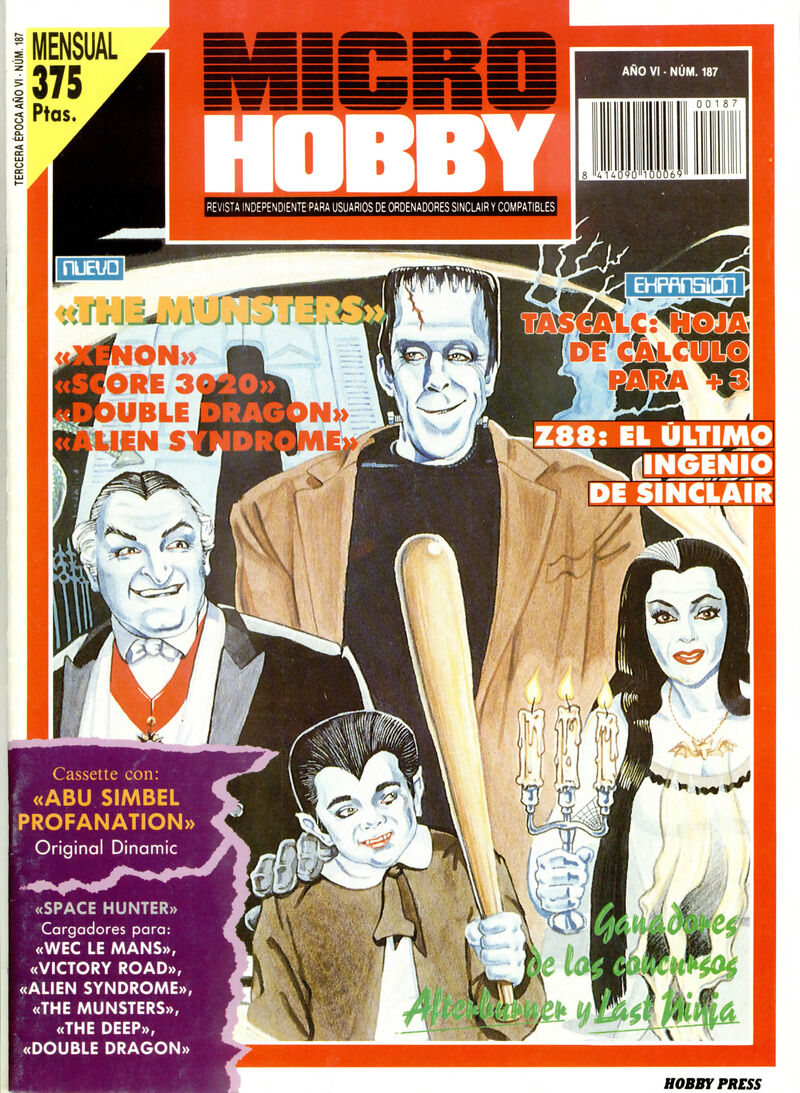 TERCERA ÉPOCA AÑO VI - NÚM. 187
MENSUAL
375
Ptas.
MICRO
HOBBY
REVISTA INDEPENDIENTE PARA USUARIOS DE ORDENADORES SINCLAIR Y COMPATIBLES
AÑO VI - NÚM. 187
00187
8 414090 100069
NUEVO
«THE MUNSTERS»
«XENON»
«SCORE 3020»
«DOUBLE DRAGON»
«ALIEN SYNDROME»
EXPANSIÓN
TASCALC: HOJA
DE CÁLCULO
PARA +3
Z88: EL ÚLTIMO
INGENIO
DE SINCLAIR
Cassette con:
«ABU SIMBEL
PROFANATION»
Original Dinamic
«SPACE HUNTER»
Cargadores para:
«WEC LE MANS»,
«VICTORY ROAD»,
«ALIEN SYNDROME»,
«THE MUNSTERS»,
«THE DEEP»,
«DOUBLE DRAGON»
Ganadores
de los concursos
Afterburner y Last Ninja
HOBBY PRESS